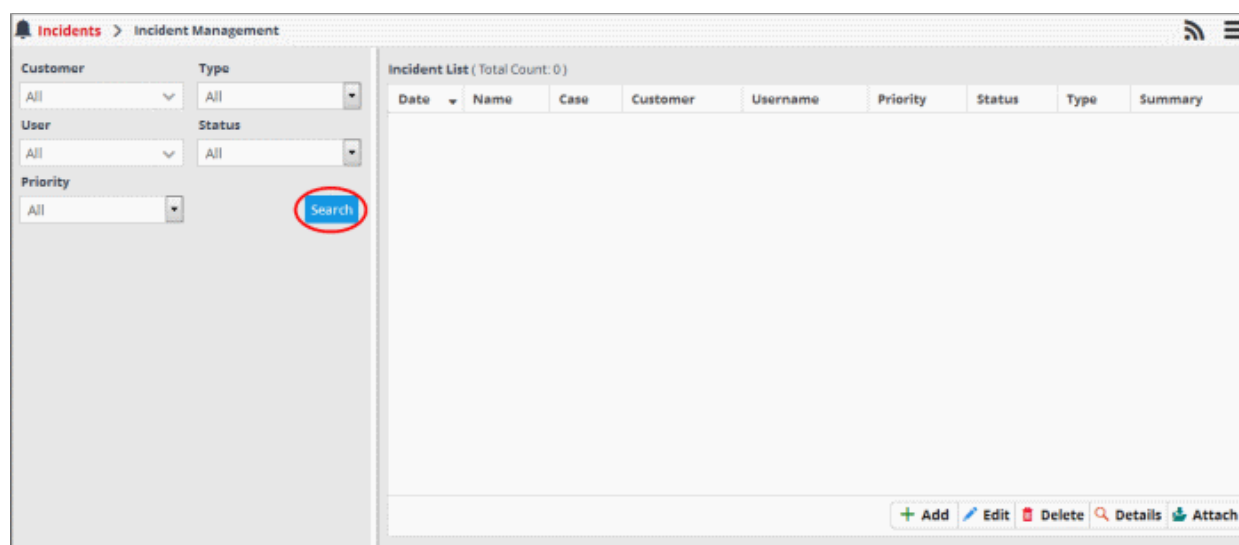 Incidents > Incident Management
Customer Type
All All
User Status
All All
Priority
All Search
Incident List ( Total Count: 0 )
Date Name Case Customer Username Priority Status Type Summary
Add Edit Delete Details Attach